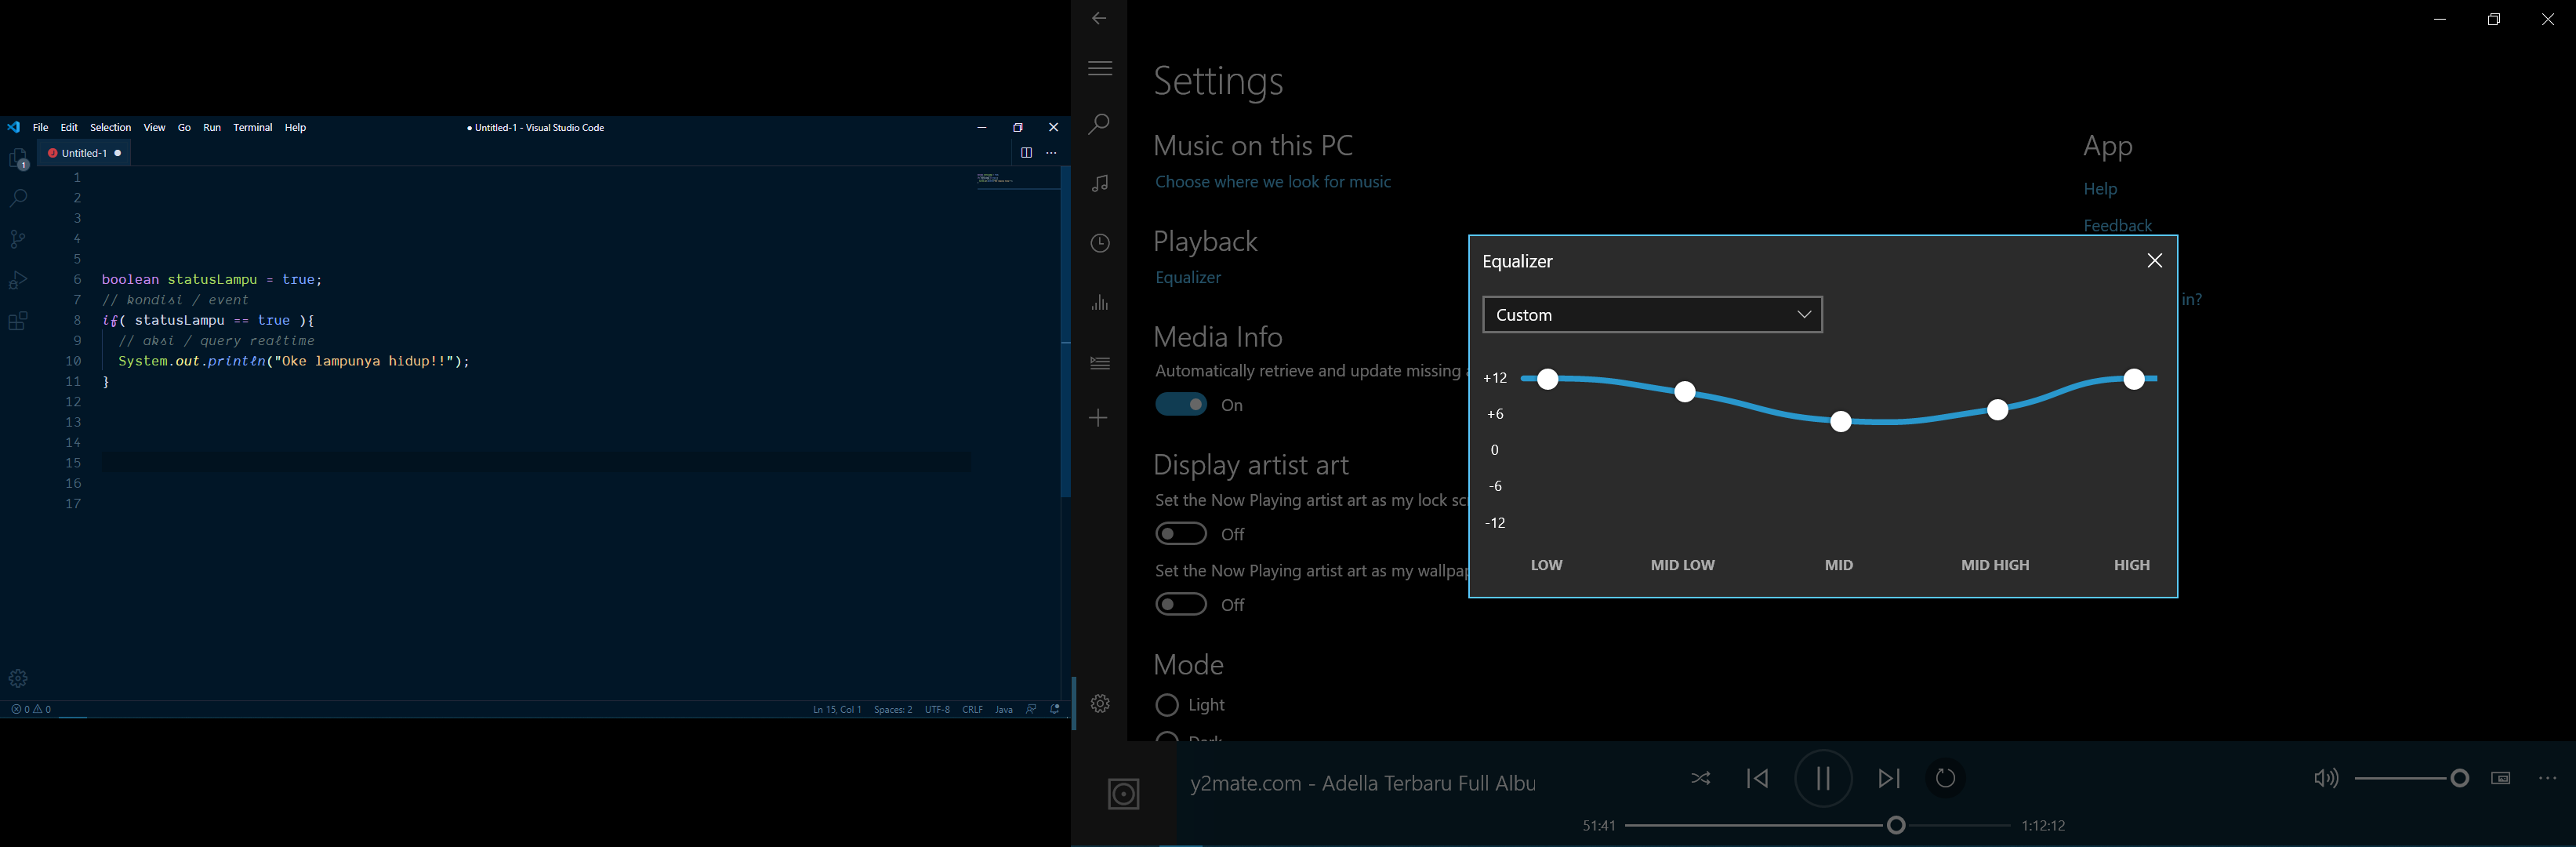 File Edit Selection View Go Run Terminal Help
● Untitled-1 - Visual Studio Code
Untitled-1 ●
1
1
2
3
4
5
6 boolean statusLampu = true;
7 // kondisi / event
8 if( statusLampu == true ){
9 // aksi / query realtime
10 System.out.println("Oke lampunya hidup!!");
11 }
12
13
14
15
16
17
0 0
Ln 15, Col 1 Spaces: 2 UTF-8 CRLF Java
Settings
Music on this PC
Choose where we look for music
Playback
Equalizer
Media Info
Automatically retrieve and update missing
On
Display artist art
Set the Now Playing artist art as my lock
Off
Set the Now Playing artist art as my
Off
Mode
Light
Dark
App
Help
Feedback
in?
Equalizer
Custom
+12
+6
0
-6
-12
LOW MID LOW MID MID HIGH HIGH
y2mate.com - Adella Terbaru Full Albu
51:41
1:12:12